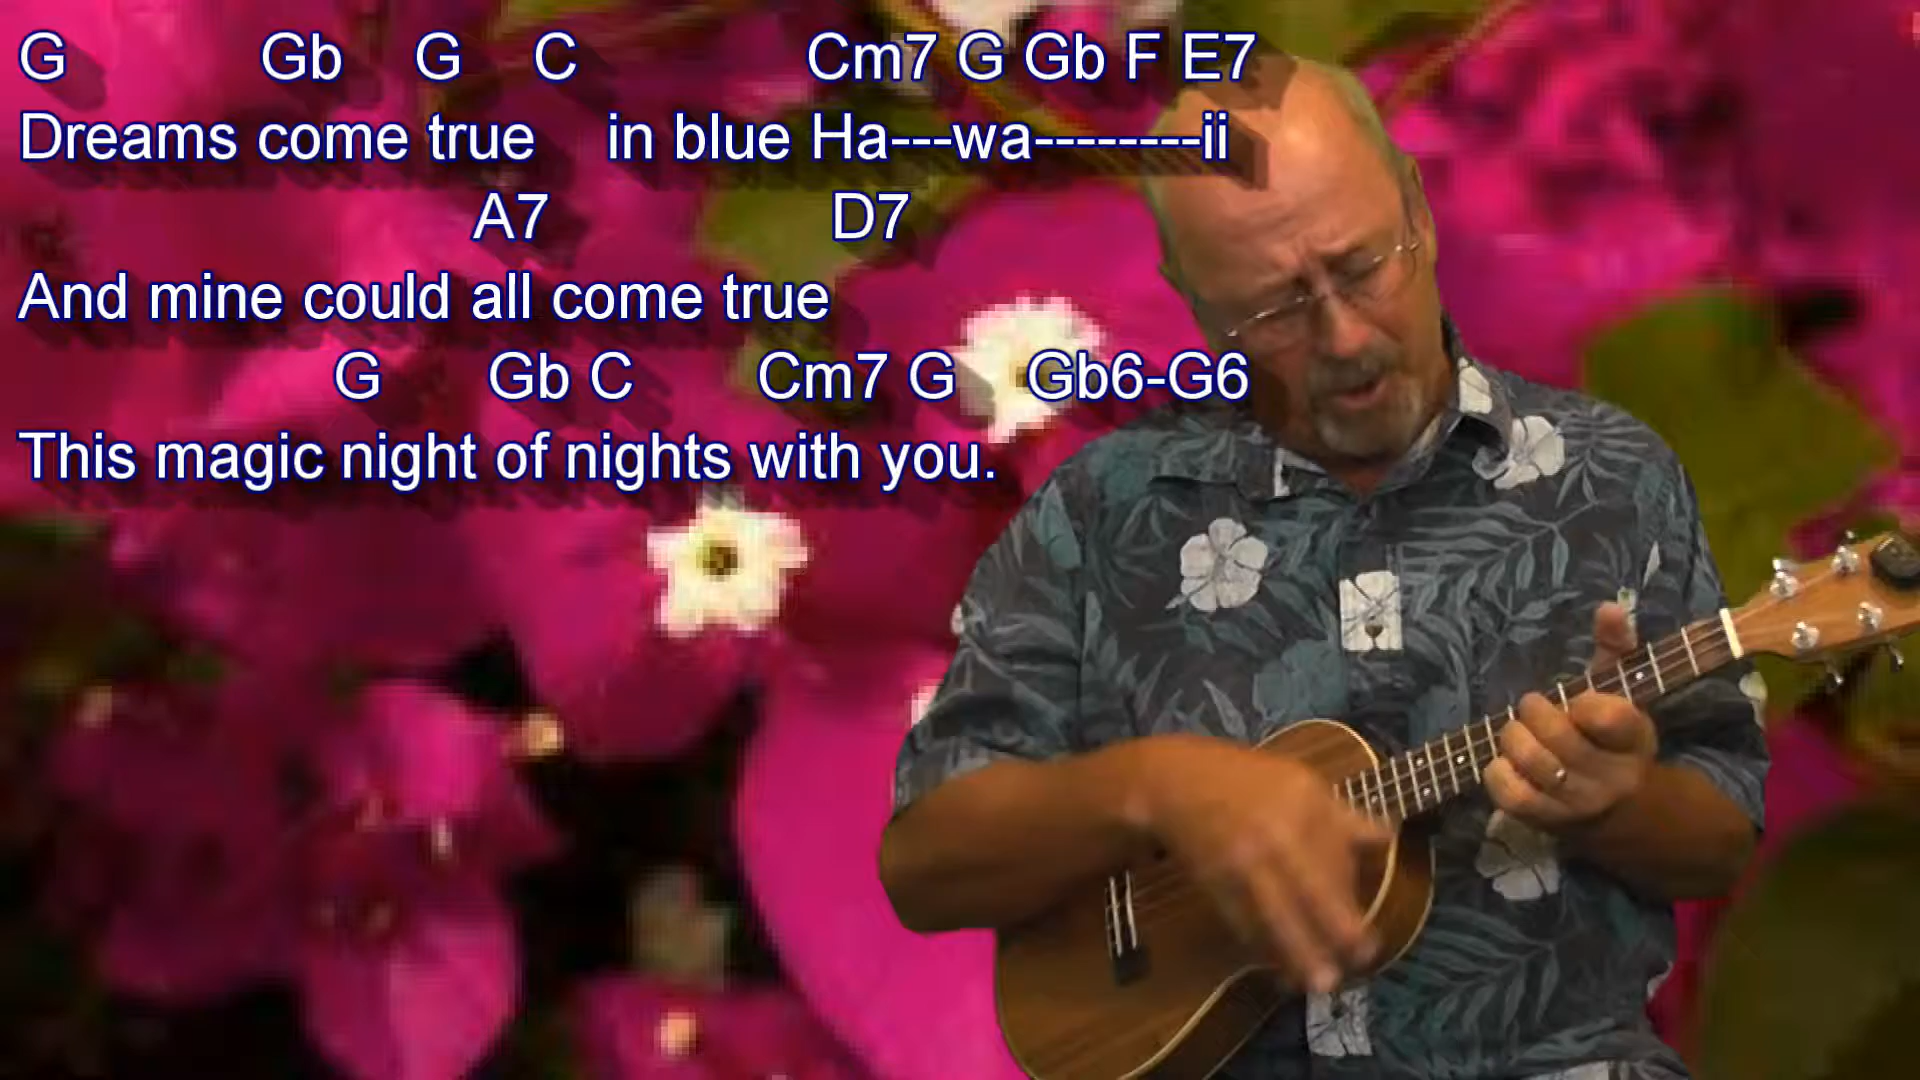 G Gb G C Cm7 G Gb F E7
Dreams come true in blue Ha---wa--------ii
A7 D7
And mine could all come true
G Gb C Cm7 G Gb6-G6
This magic night of nights with you.